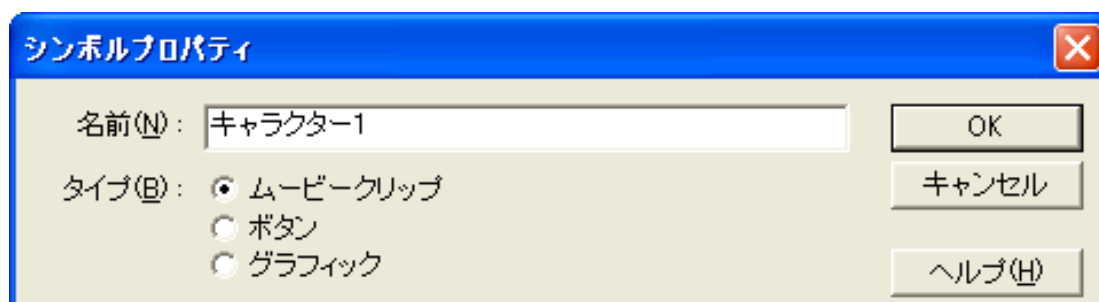 シンボルプロパティ
名前(N): キャラクター1
OK
タイプ(B): ムービークリップ
キャンセル
ボタン
グラフィック
ヘルプ(H)